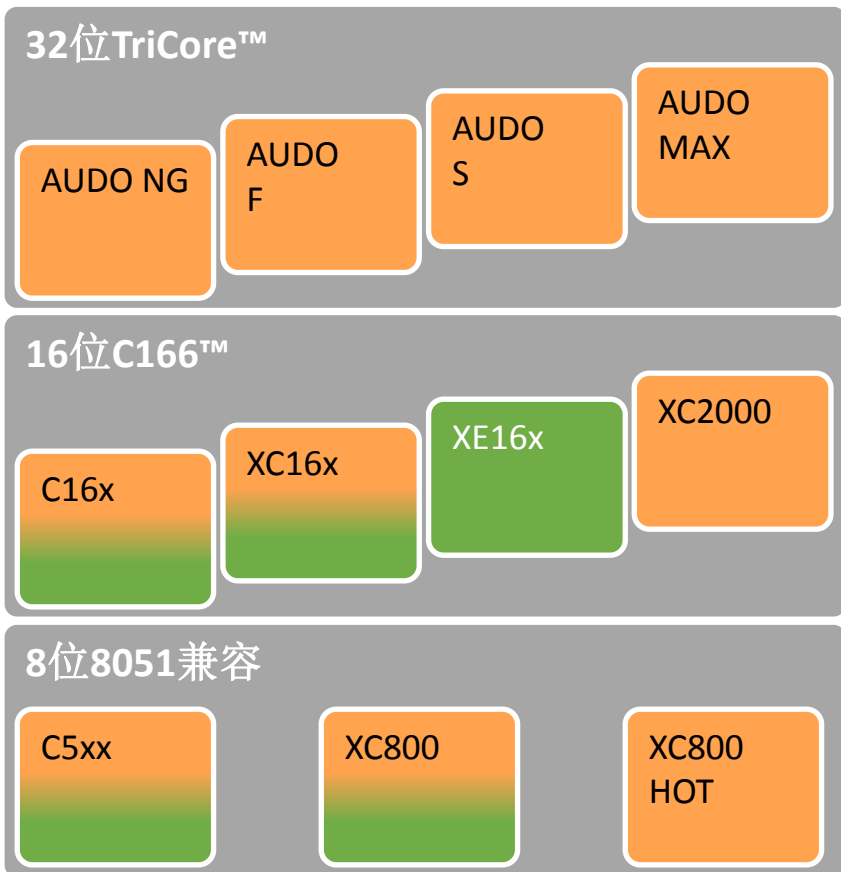 32位TriCore™
AUDO NG
AUDO
F
AUDO
S
AUDO
MAX
16位C166™
C16x
XC16x
XE16x
XC2000
8位8051兼容
C5xx
XC800
XC800
HOT